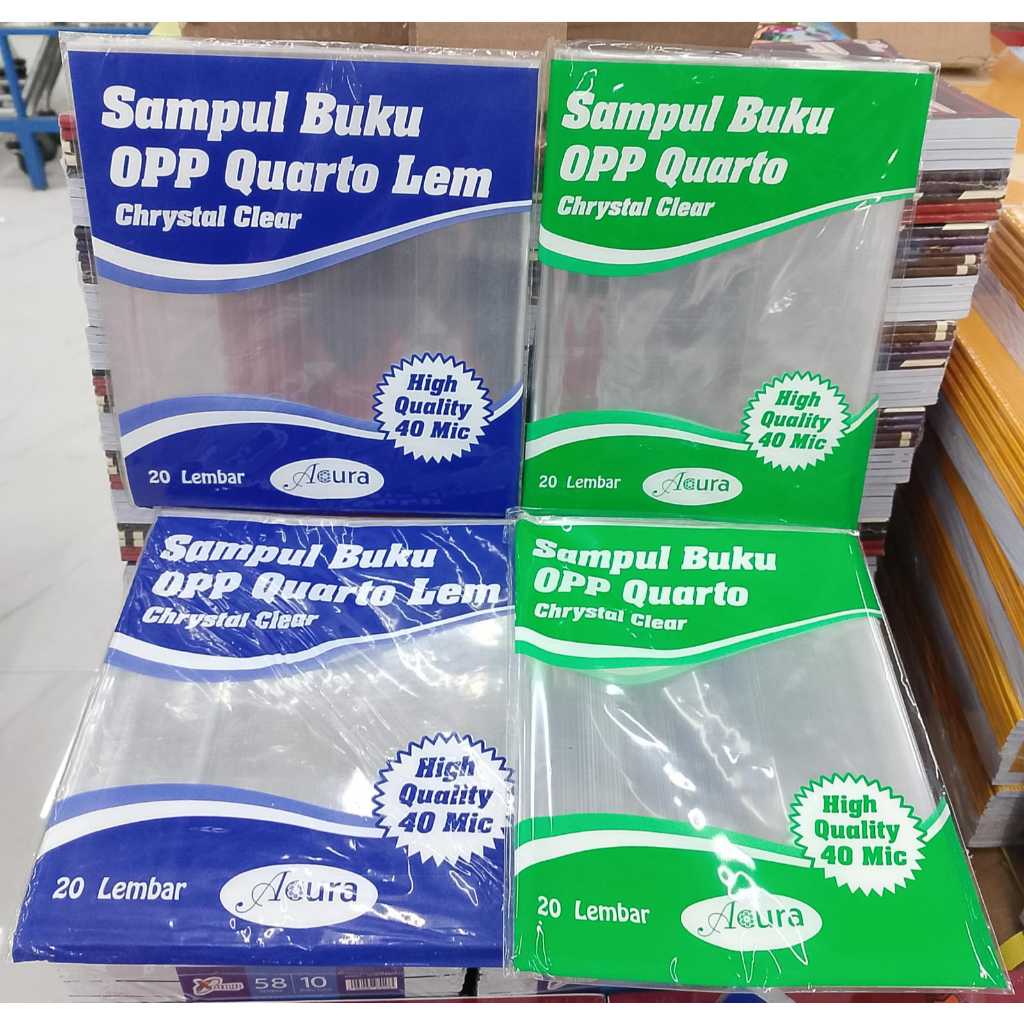 Sampul Buku
OPP Quarto Lem
Chrystal Clear
High
Quality
40 Mic
20 Lembar
Acura
Sampul Buku
OPP Quarto
Chrystal Clear
High
Quality
40 Mic
20 Lembar
Acura
Sampul Buku
OPP Quarto Lem
Chrystal Clear
High
Quality
40 Mic
20 Lembar
Acura
Sampul Buku
OPP Quarto
Chrystal Clear
High
Quality
40 Mic
20 Lembar
Acura
58 10